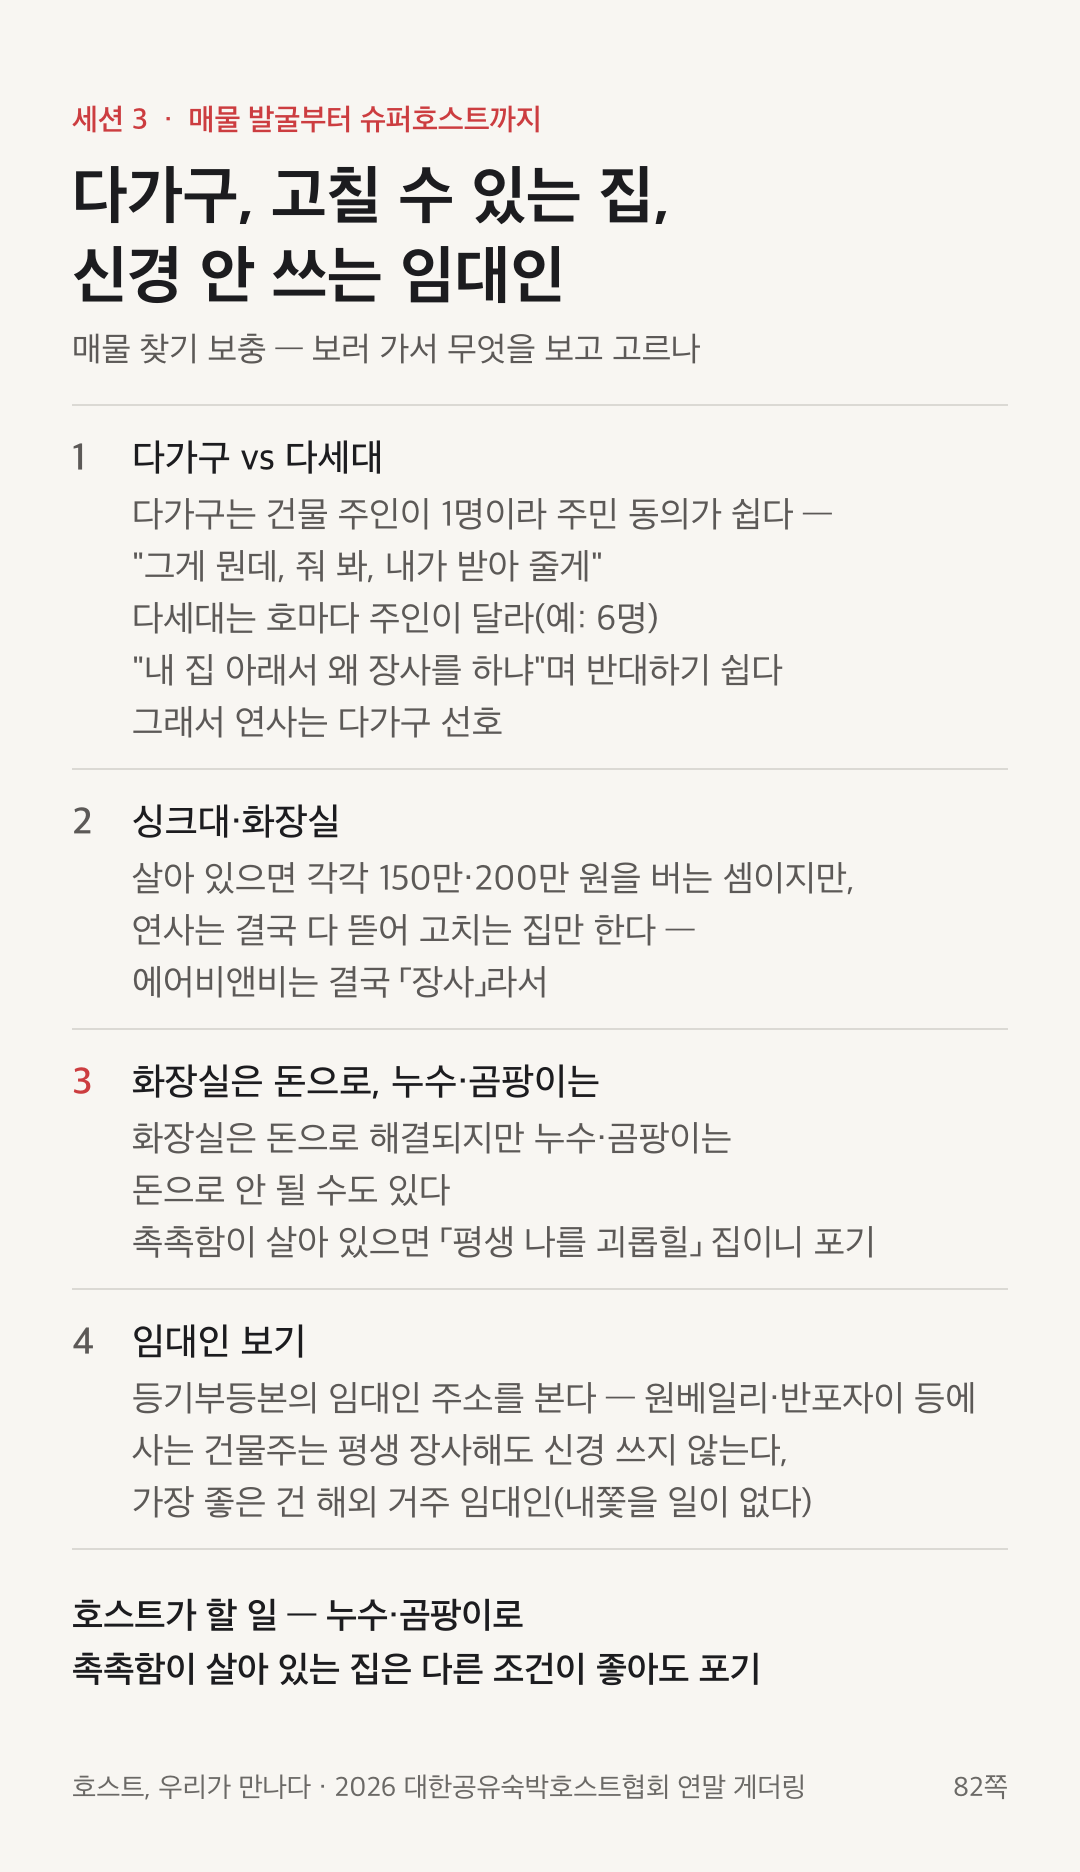 세션 3 · 매물 발굴부터 슈퍼호스트까지
다가구, 고칠 수 있는 집,
신경 안 쓰는 임대인
매물 찾기 보충 — 보러 가서 무엇을 보고 고르나
1 다가구 vs 다세대
다가구는 건물 주인이 1명이라 주민 동의가 쉽다 —
"그게 뭔데, 줘 봐, 내가 받아 줄게"
다세대는 호마다 주인이 달라(예: 6명)
"내 집 아래서 왜 장사를 하냐"며 반대하기 쉽다
그래서 연사는 다가구 선호
2 싱크대·화장실
살아 있으면 각각 150만·200만 원을 버는 셈이지만,
연사는 결국 다 뜯어 고치는 집만 한다 —
에어비앤비는 결국 「장사」라서
3 화장실은 돈으로, 누수·곰팡이는
화장실은 돈으로 해결되지만 누수·곰팡이는
돈으로 안 될 수도 있다
촉촉함이 살아 있으면 「평생 나를 괴롭힐」 집이니 포기
4 임대인 보기
등기부등본의 임대인 주소를 본다 — 원베일리·반포자이 등에
사는 건물주는 평생 장사해도 신경 쓰지 않는다,
가장 좋은 건 해외 거주 임대인(내쫓을 일이 없다)
호스트가 할 일 — 누수·곰팡이로
촉촉함이 살아 있는 집은 다른 조건이 좋아도 포기
호스트, 우리가 만나다 · 2026 대한공유숙박호스트협회 연말 게더링 82쪽